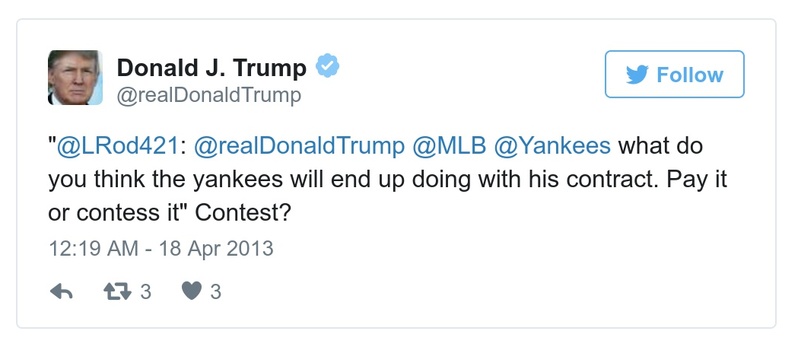 Donald J. Trump
@realDonaldTrump
Follow
"@LRod421: @realDonaldTrump @MLB @Yankees what do
you think the yankees will end up doing with his contract. Pay it
or contess it" Contest?
12:19 AM - 18 Apr 2013
3 3